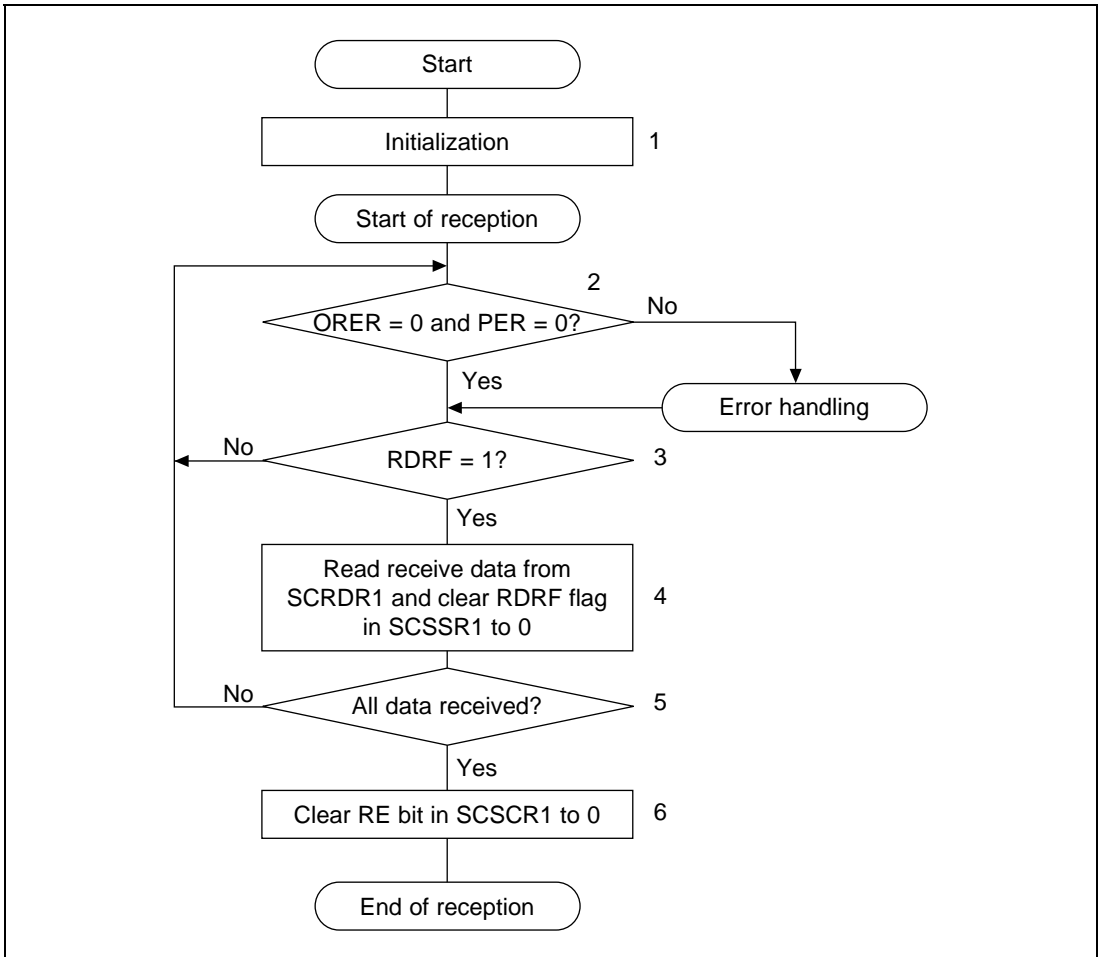 Start
Initialization
1
Start of reception
2
ORER = 0 and PER = 0?
No
Yes
Error handling
No
RDRF = 1?
3
Yes
Read receive data from
SCRDR1 and clear RDRF flag
in SCSSR1 to 0
4
No
All data received?
5
Yes
Clear RE bit in SCSCR1 to 0
6
End of reception